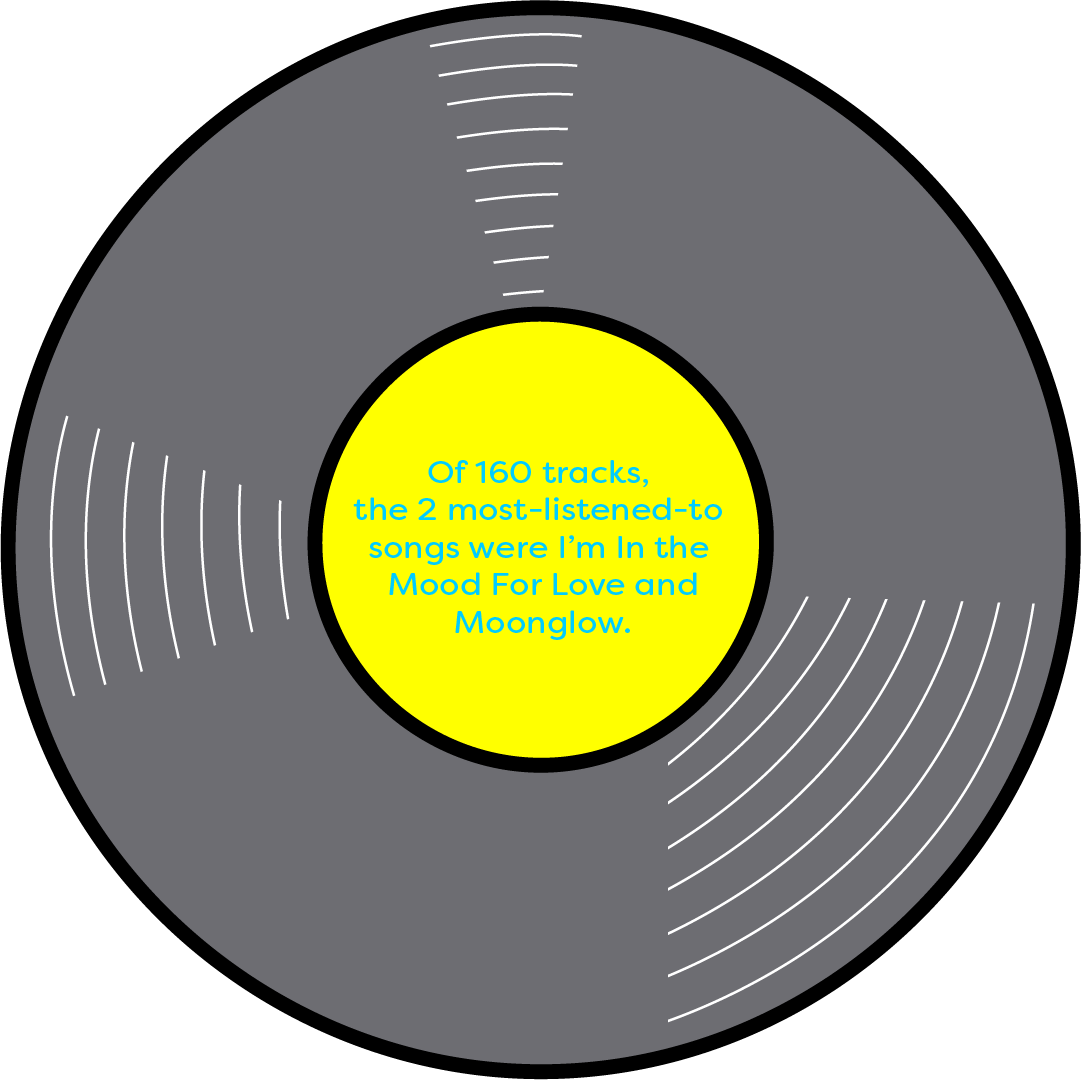 Of 160 tracks,
the 2 most-listened-to
songs were I’m In the
Mood For Love and
Moonglow.